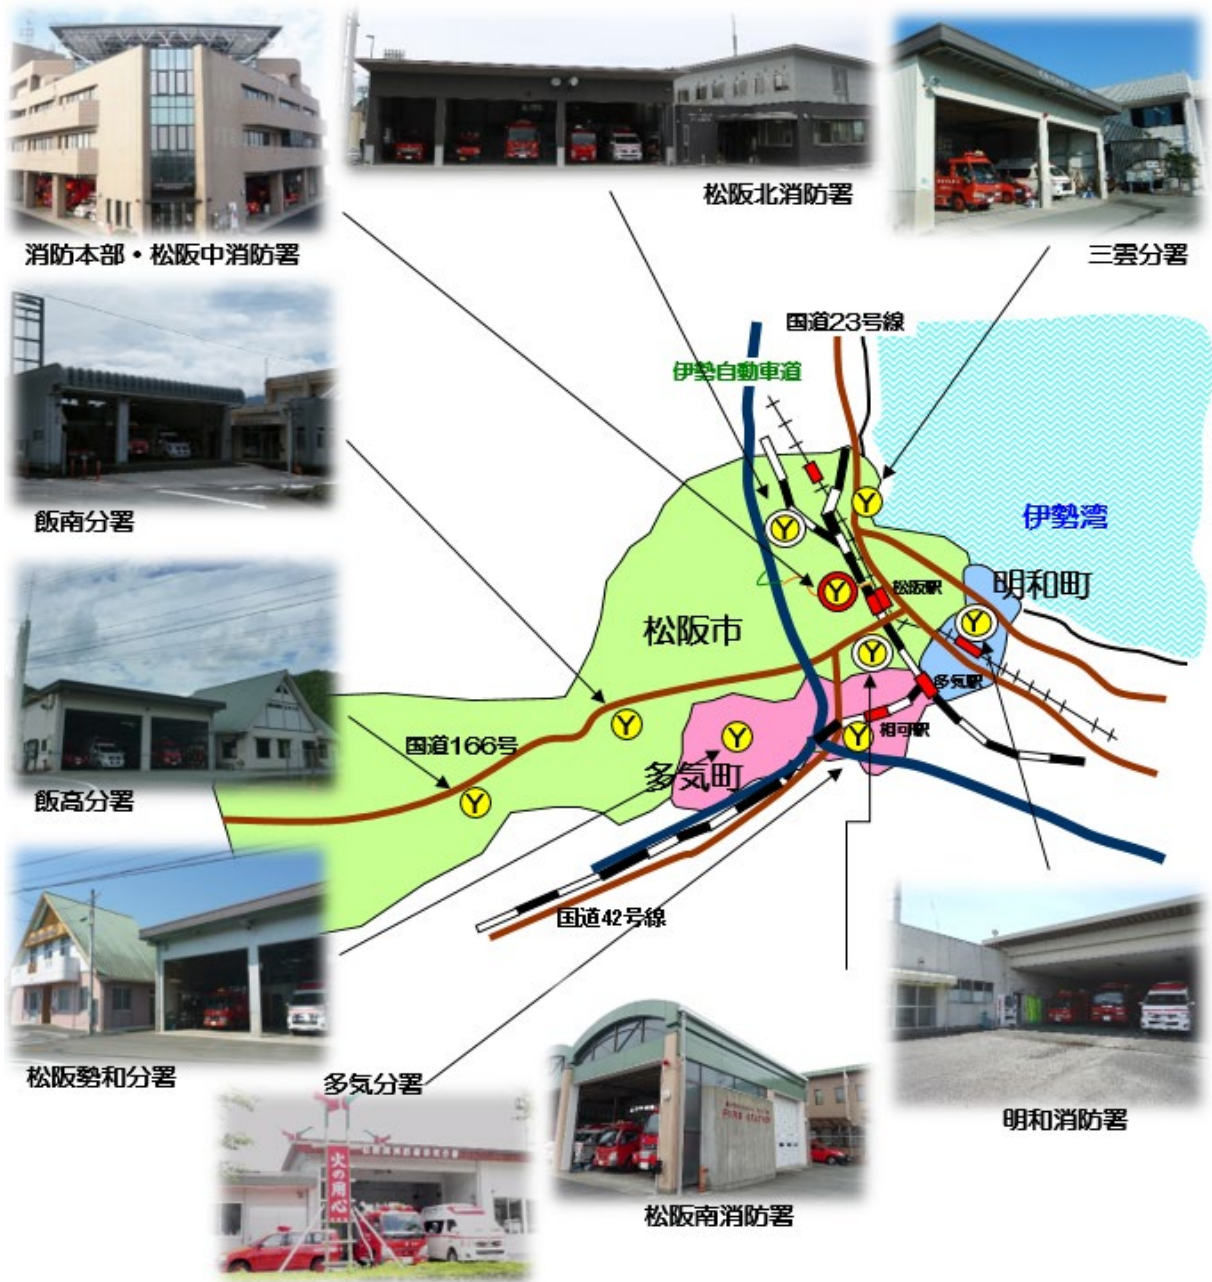 松阪北消防署
消防本部・松阪中消防署
三雲分署
国道23号線
伊勢自動車道
飯南分署
伊勢湾
明和町
松阪駅
松阪市
多気駅
相可駅
国道166号
多気町
飯高分署
国道42号線
松阪勢和分署
多気分署
明和消防署
火の用心
FIRE STATION
松阪南消防署
Y
Y
Y
Y
Y
Y
Y
Y
Y